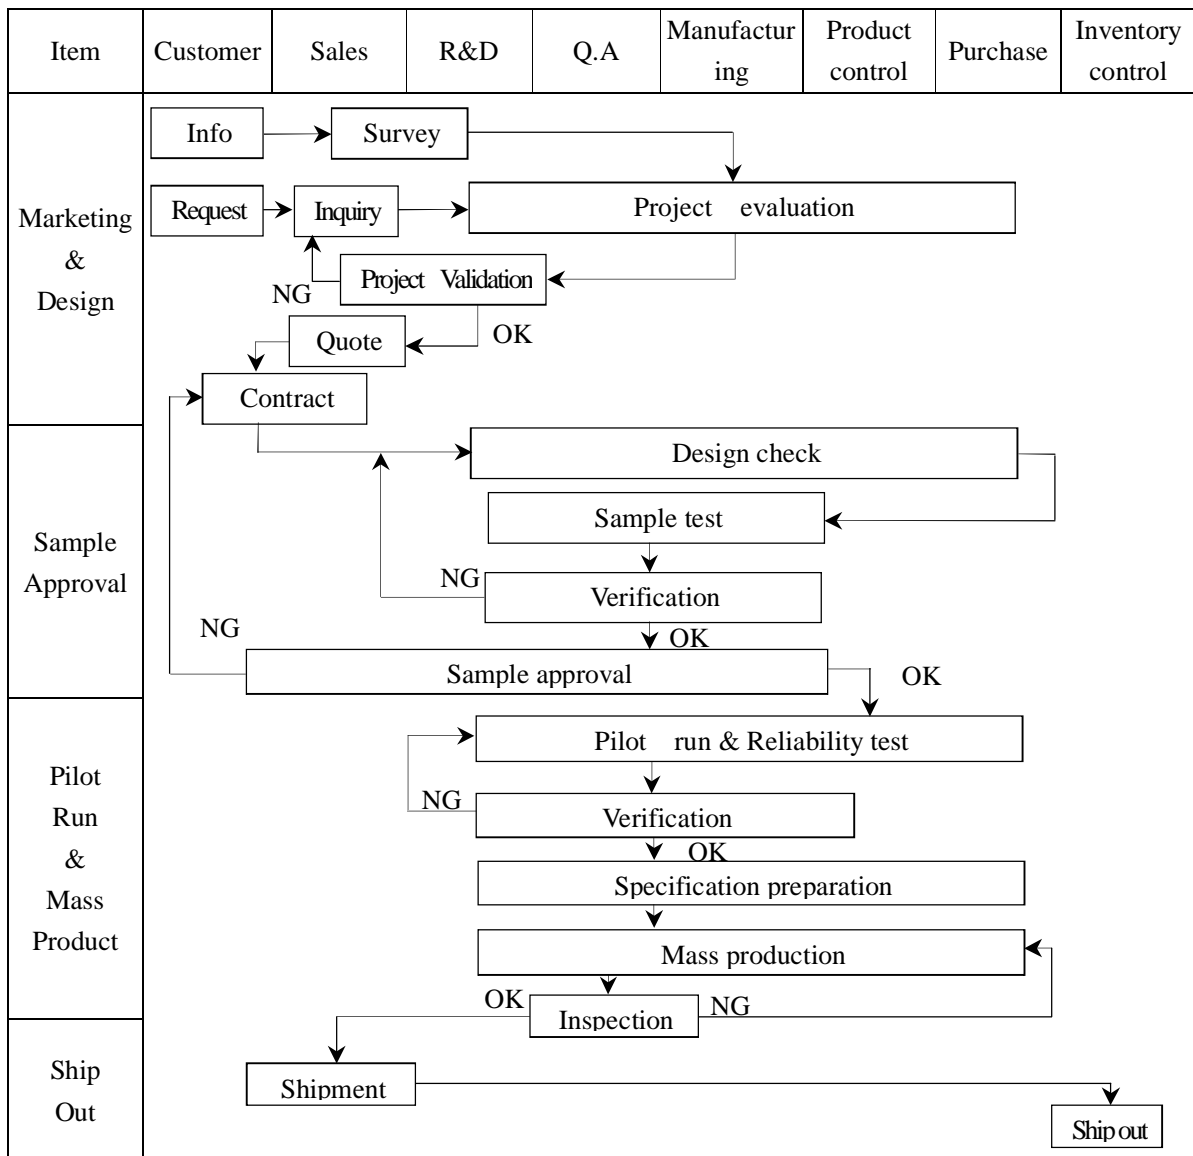 Item
Customer
Sales
R&D
Q.A
Manufactur
ing
Product
control
Purchase
Inventory
control
Marketing
&
Design
Info
Survey
Request
Inquiry
Project evaluation
Project Validation
NG
Quote
OK
Contract
Sample
Approval
Design check
Sample test
NG
Verification
NG
OK
Sample approval
OK
Pilot
Run
&
Mass
Product
Pilot run & Reliability test
NG
Verification
OK
Specification preparation
Mass production
OK
Inspection
NG
Ship
Out
Shipment
Ship out